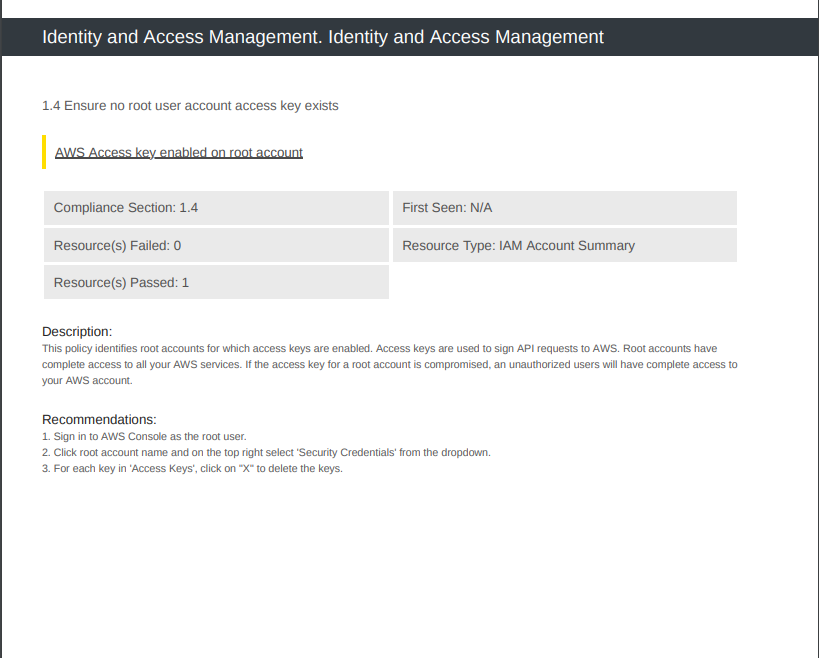 Identity and Access Management. Identity and Access Management
1.4 Ensure no root user account access key exists
AWS Access key enabled on root account
Compliance Section: 1.4
First Seen: N/A
Resource(s) Failed: 0
Resource Type: IAM Account Summary
Resource(s) Passed: 1
Description:
This policy identifies root accounts for which access keys are enabled. Access keys are used to sign API requests to AWS. Root accounts have
complete access to all your AWS services. If the access key for a root account is compromised, an unauthorized users will have complete access to
your AWS account.
Recommendations:
1. Sign in to AWS Console as the root user.
2. Click root account name and on the top right select 'Security Credentials' from the dropdown.
3. For each key in 'Access Keys', click on "X" to delete the keys.